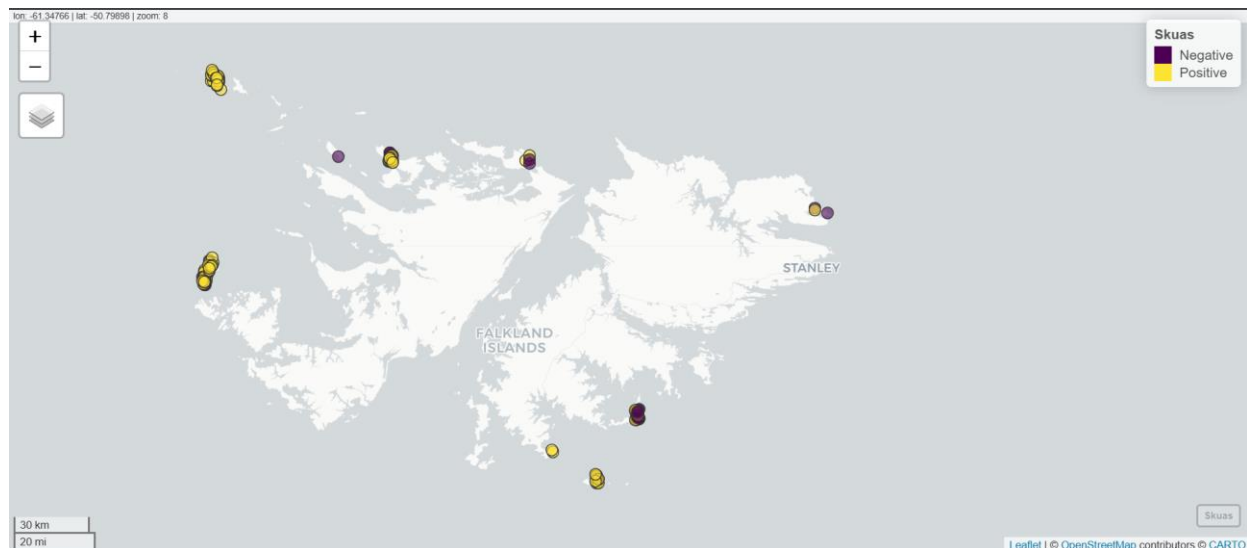 lon: -61.34766 | lat: -50.79898 | zoom: 8
+
−
Skuas
Negative
Positive
STANLEY
FALKLAND
ISLANDS
30 km
20 mi
Skuas
Leaflet | © OpenStreetMap contributors © CARTO